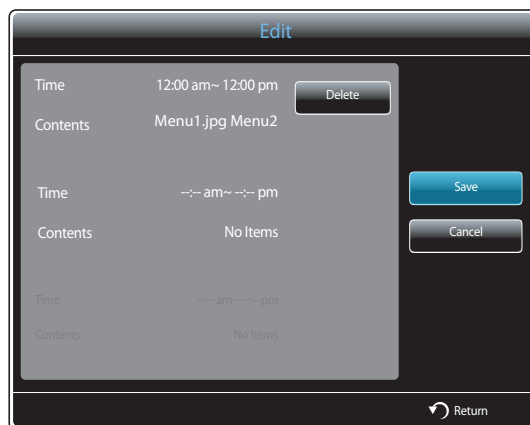 Edit
Time 12:00 am~ 12:00 pm Delete
Contents Menu1.jpg Menu2
Time --:-- am~ --:-- pm Save
Contents No Items Cancel
Time --:-- am~ --:-- pm
Contents No Items
Return